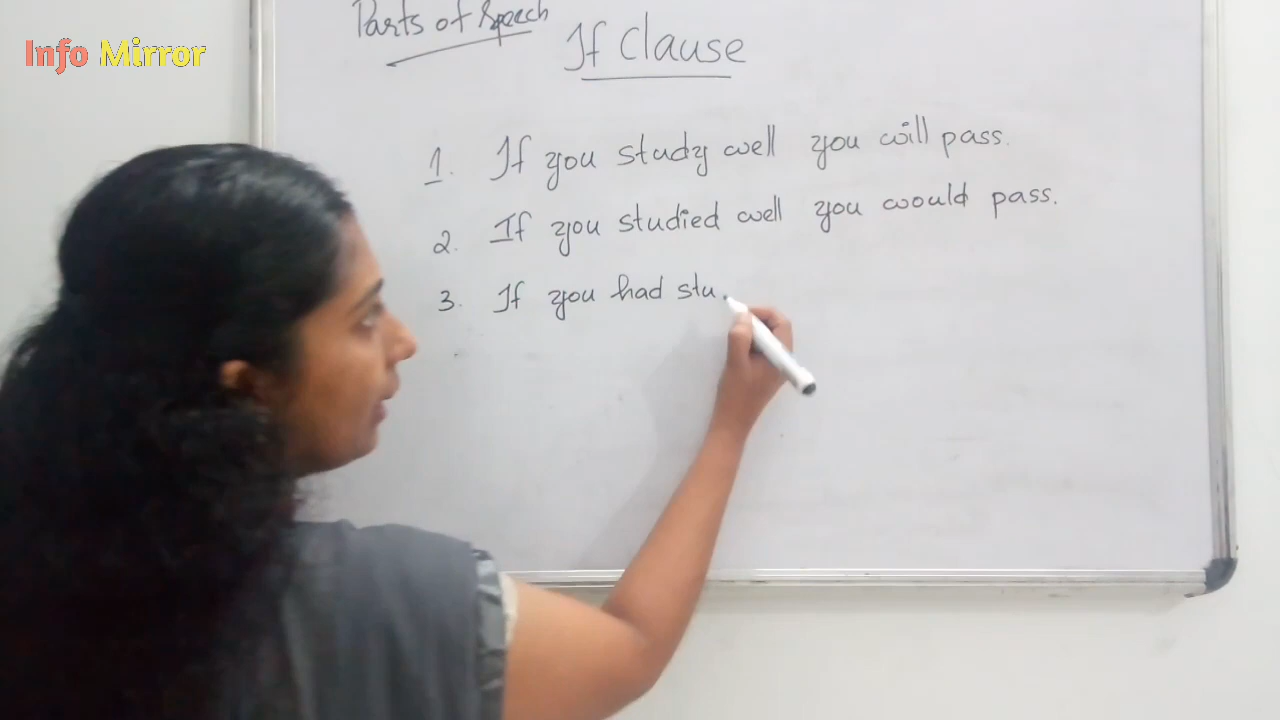 Info Mirror
Parts of Speech
If Clause
1. If you study well you will pass.
2. If you studied well you would pass.
3. If you had stu